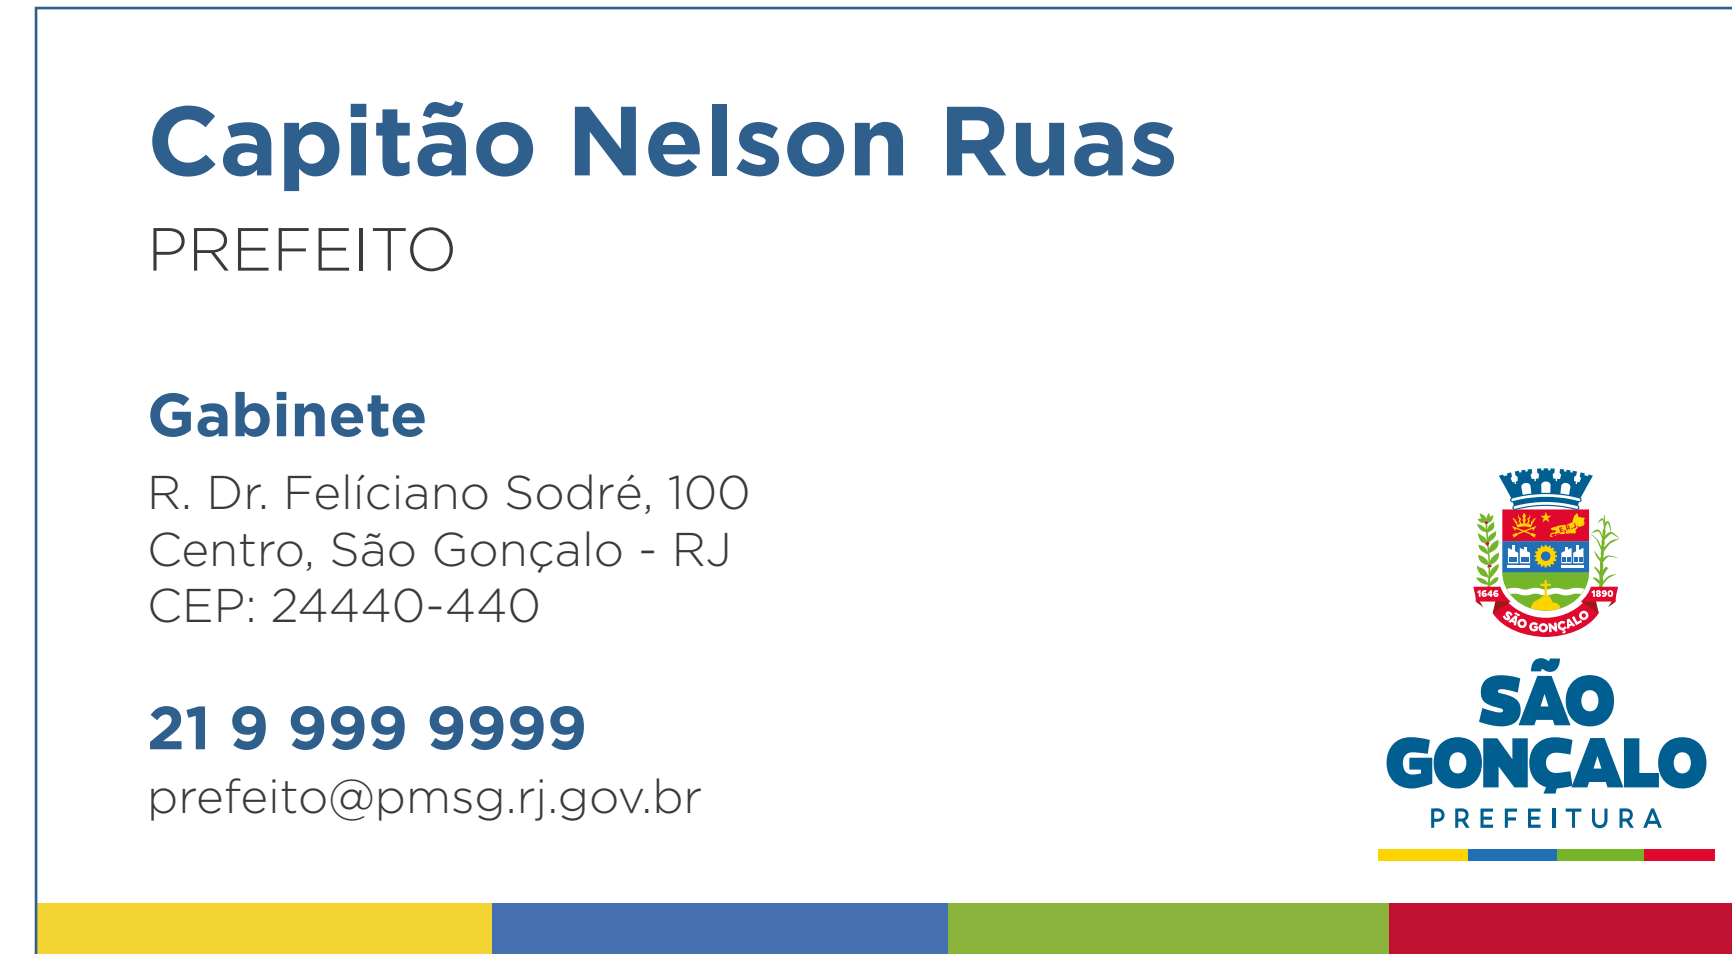 Capitão Nelson Ruas
PREFEITO
Gabinete
R. Dr. Felíciano Sodré, 100
Centro, São Gonçalo - RJ
CEP: 24440-440
21 9 999 9999
prefeito@pmsg.rj.gov.br
E.R.J
1646
1890
SÃO GONÇALO
SÃO
GONÇALO
PREFEITURA